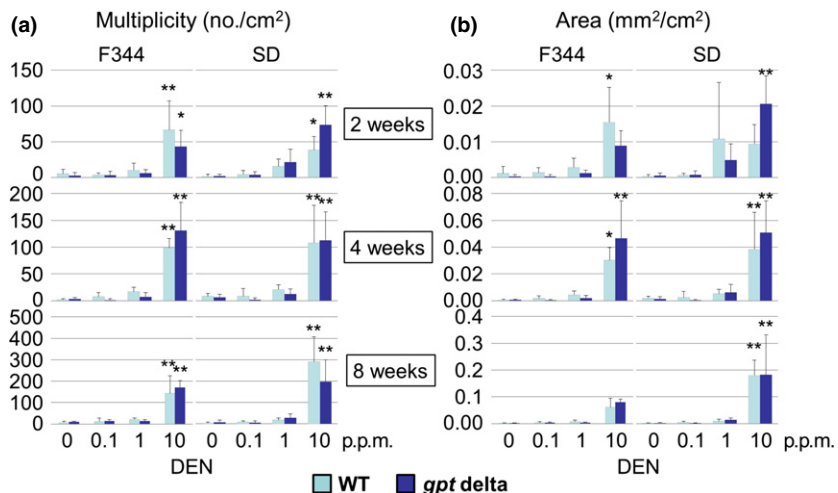 (a) Multiplicity (no./cm²)
F344 SD
150
100
50
0
** * * **
2 weeks
200
150
100
50
0
** ** ** **
4 weeks
500
400
300
200
100
0
** ** ** **
8 weeks
0 0.1 1 10 0 0.1 1 10 p.p.m.
DEN
(b) Area (mm²/cm²)
F344 SD
0.03
0.02
0.01
0.00
* **
0.08
0.06
0.04
0.02
0.00
* ** ** **
0.4
0.3
0.2
0.1
0.00
** **
0 0.1 1 10 0 0.1 1 10 p.p.m.
DEN
WT gpt delta